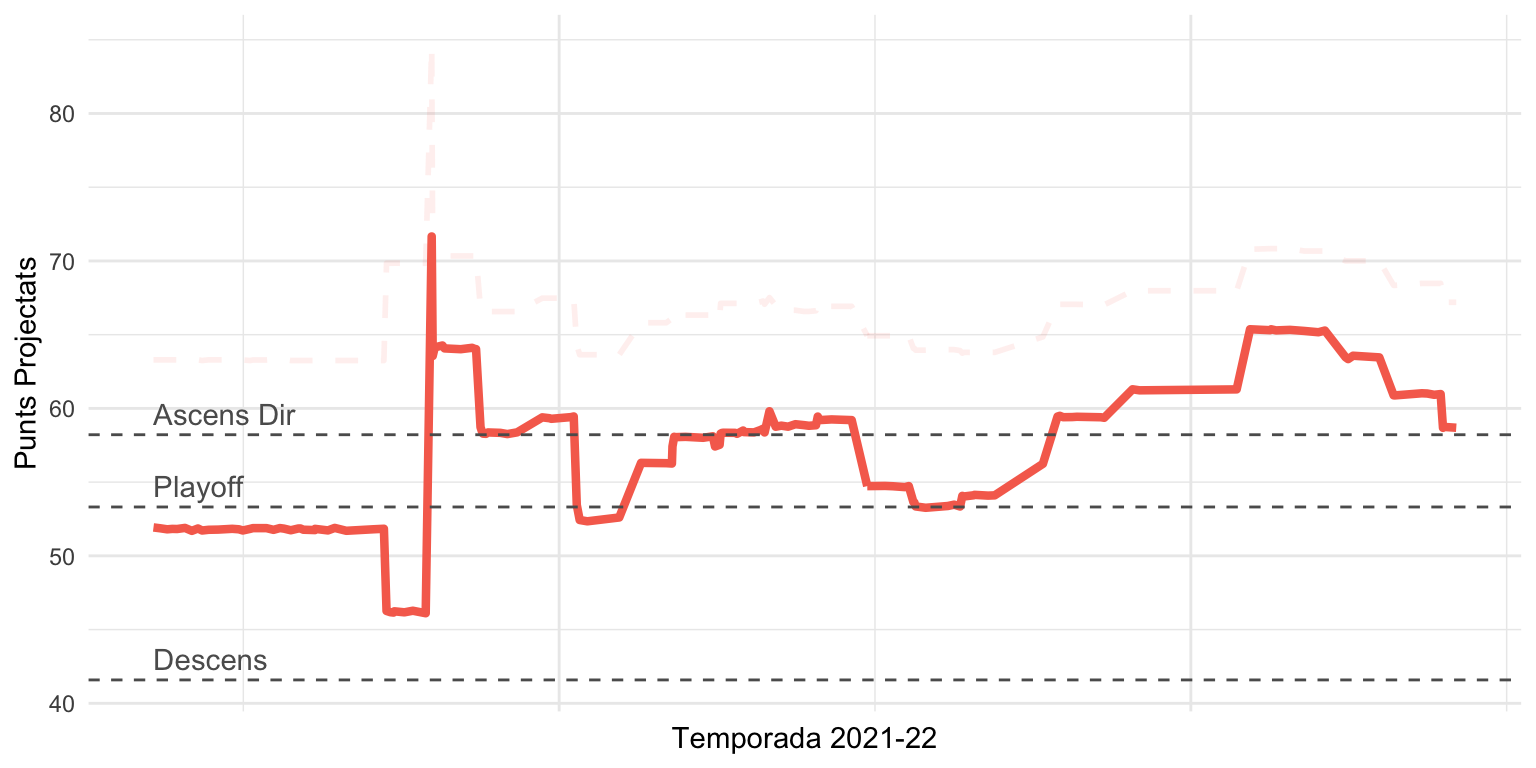 80
70
60
50
40
Punts Projectats
Ascens Dir
Playoff
Descens
Temporada 2021-22